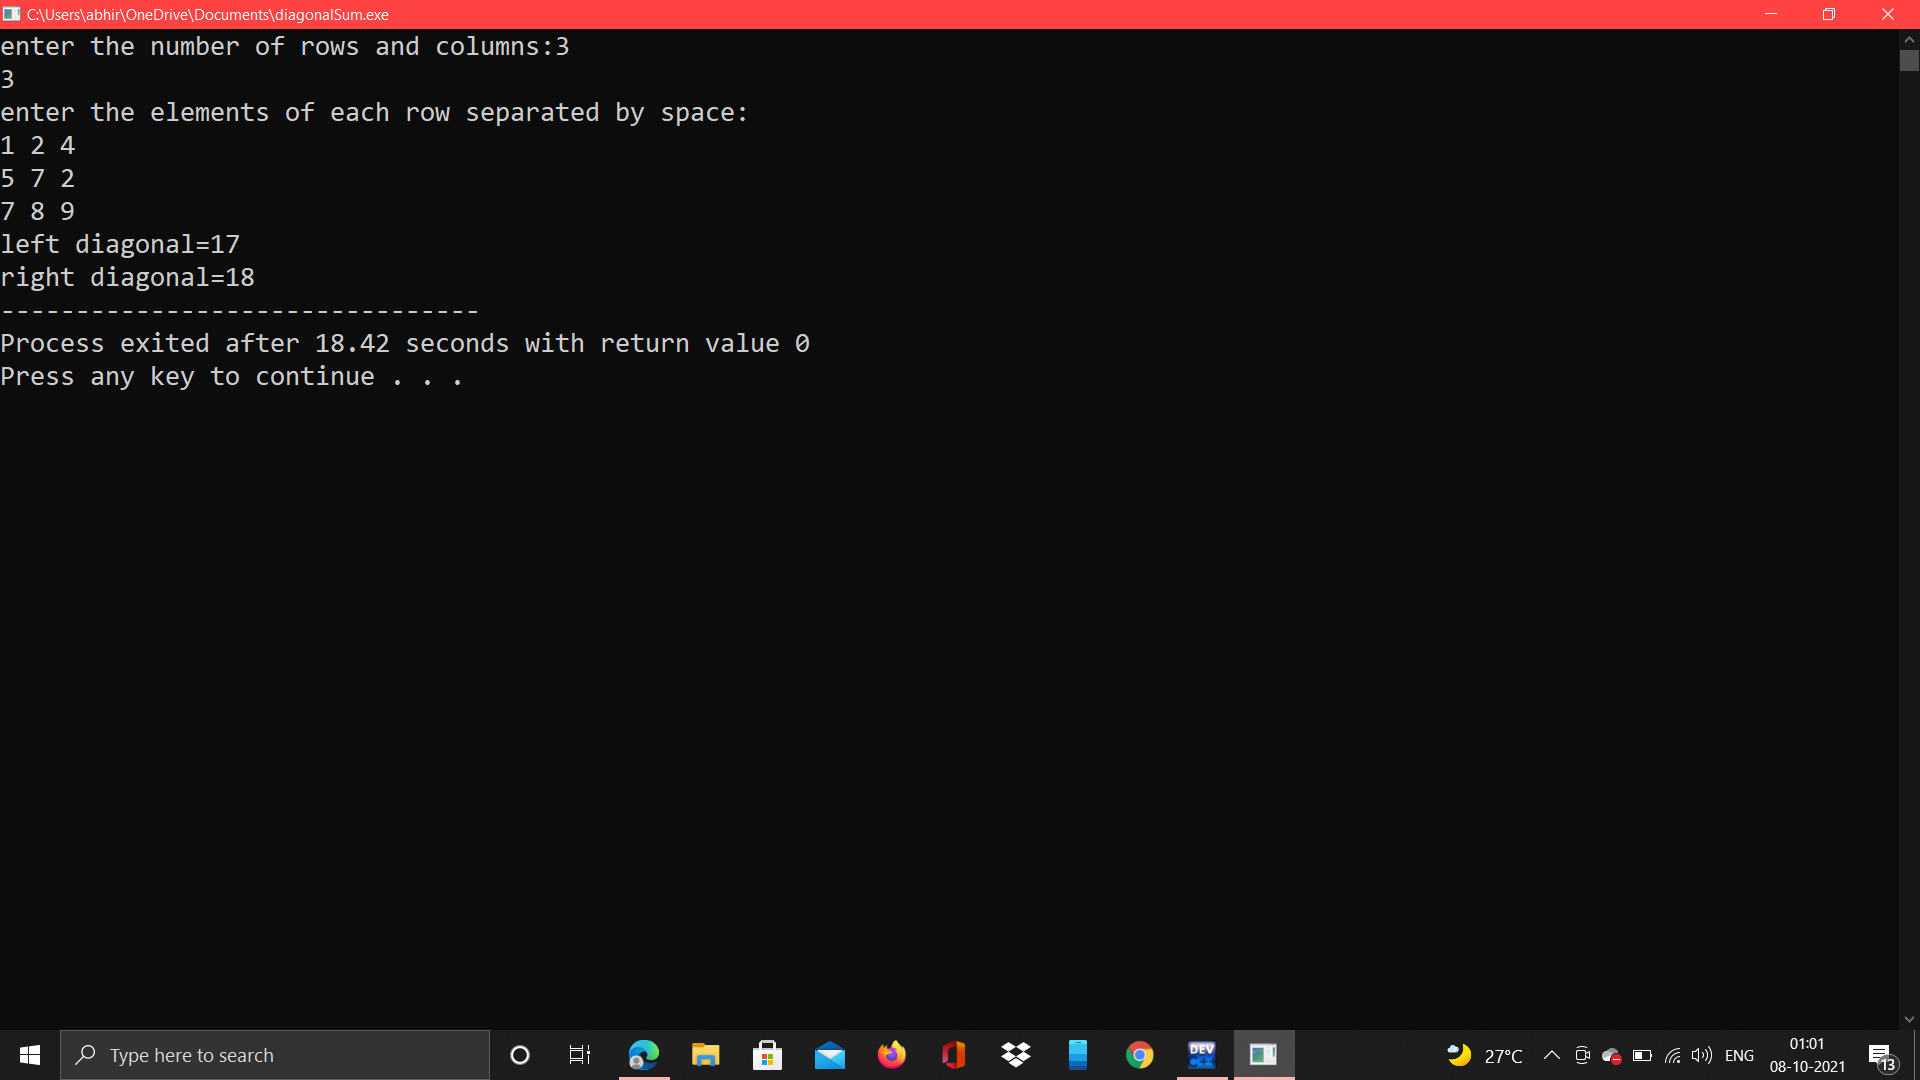 C:\Users\abhir\OneDrive\Documents\diagonalSum.exe
enter the number of rows and columns:3
3
enter the elements of each row separated by space:
1 2 4
5 7 2
7 8 9
left diagonal=17
right diagonal=18
--------------------------------
Process exited after 18.42 seconds with return value 0
Press any key to continue . . .
Type here to search
DEV
C++
27°C
ENG
01:01
08-10-2021
13